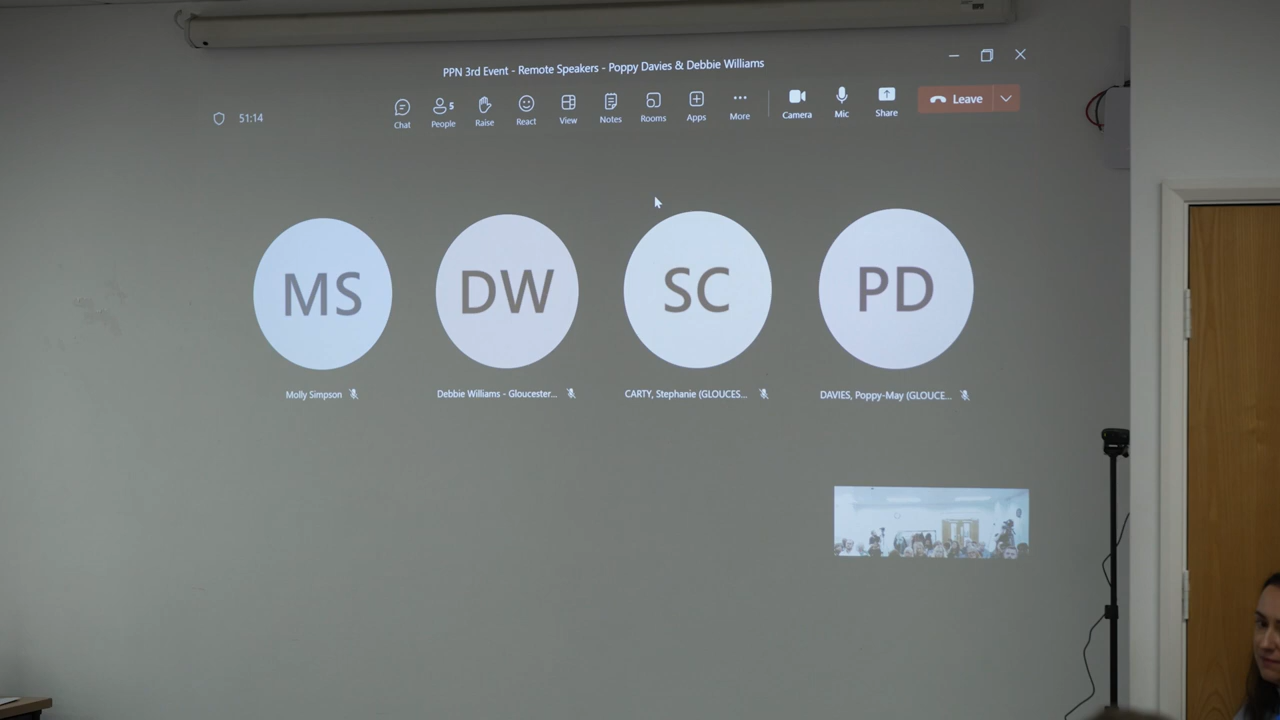 PPN 3rd Event - Remote Speakers - Poppy Davies & Debbie Williams
51:14
Chat
People
5
Raise
React
View
Notes
Rooms
Apps
More
Camera
Mic
Share
Leave
MS
DW
SC
PD
Molly Simpson
Debbie Williams - Gloucester...
CARTY, Stephanie (GLOUCES...
DAVIES, Poppy-May (GLOUCE...